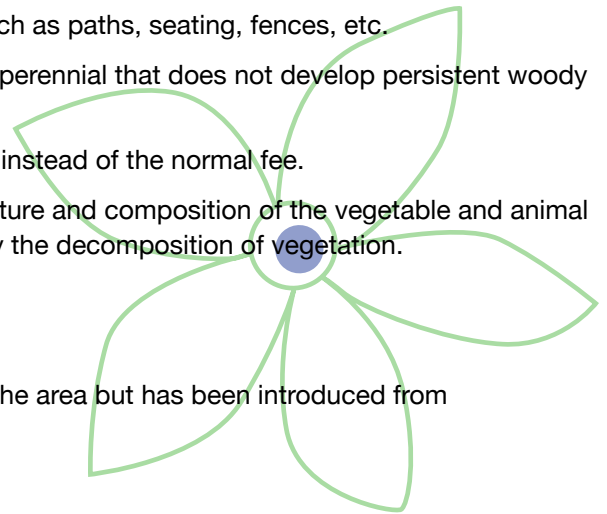 ch as paths, seating, fences, etc.
perennial that does not develop persistent woody
instead of the normal fee.
ture and composition of the vegetable and animal
the decomposition of vegetation.
he area but has been introduced from